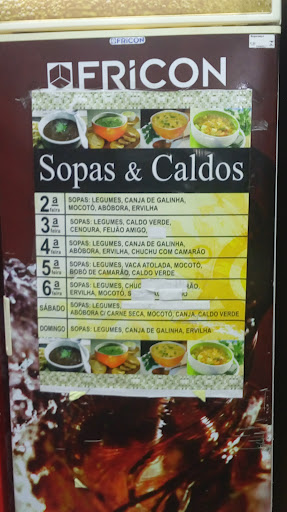 FRICON
FRICON
Sopas & Caldos
2ª feira SOPAS: LEGUMES, CANJA DE GALINHA,
MOCOTÓ, ABÓBORA, ERVILHA
3ª feira SOPAS: LEGUMES, CALDO VERDE,
CENOURA, FEIJÃO AMIGO,
4ª feira SOPAS: LEGUMES, CANJA DE GALINHA,
ABÓBORA, ERVILHA, CHUCHU COM CAMARÃO
5ª feira SOPAS: LEGUMES, VACA ATOLADA, MOCOTÓ,
BOBO DE CAMARÃO, CALDO VERDE
6ª feira SOPAS: LEGUMES,
ERVILHA, MOCOTÓ,
SÁBADO SOPAS: LEGUMES,
ABÓBORA C/ CARNE SECA, MOCOTÓ, CANJA, CALDO VERDE
DOMINGO SOPAS: LEGUMES, CANJA DE GALINHA, ERVILHA